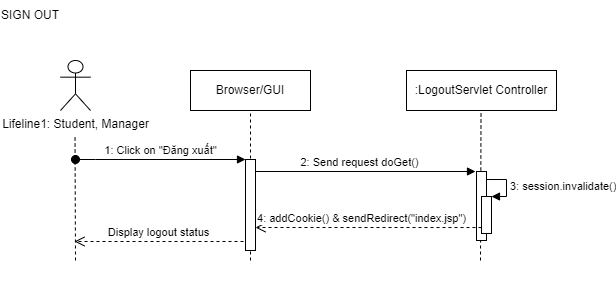 SIGN OUT
Browser/GUI
:LogoutServlet Controller
Lifeline1: Student, Manager
1: Click on "Đăng xuất"
2: Send request doGet()
3: session.invalidate()
4: addCookie() & sendRedirect("index.jsp")
Display logout status